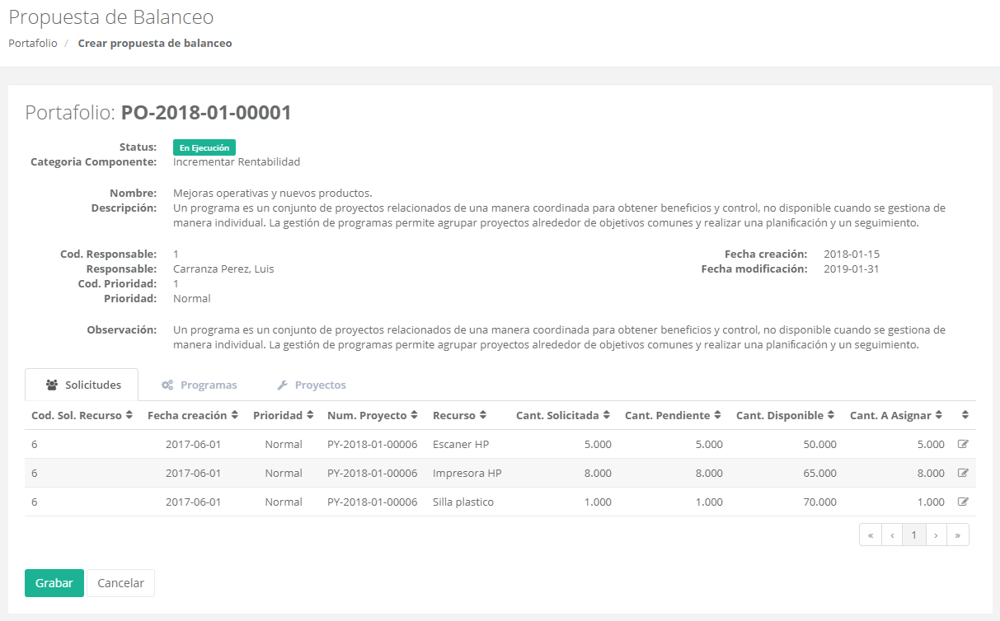 Propuesta de Balanceo
Portafolio / Crear propuesta de balanceo
Portafolio: PO-2018-01-00001
Status: En Ejecución
Categoria Componente: Incrementar Rentabilidad
Nombre: Mejoras operativas y nuevos productos.
Descripción: Un programa es un conjunto de proyectos relacionados de una manera coordinada para obtener beneficios y control, no disponible cuando se gestiona de
manera individual. La gestión de programas permite agrupar proyectos alrededor de objetivos comunes y realizar una planificación y un seguimiento.
Cod. Responsable: 1 Fecha creación: 2018-01-15
Responsable: Carranza Perez, Luis Fecha modificación: 2019-01-31
Cod. Prioridad: 1
Prioridad: Normal
Observación: Un programa es un conjunto de proyectos relacionados de una manera coordinada para obtener beneficios y control, no disponible cuando se gestiona de
manera individual. La gestión de programas permite agrupar proyectos alrededor de objetivos comunes y realizar una planificación y un seguimiento.
Solicitudes Programas Proyectos
Cod. Sol. Recurso Fecha creación Prioridad Num. Proyecto Recurso Cant. Solicitada Cant. Pendiente Cant. Disponible Cant. A Asignar
6 2017-06-01 Normal PY-2018-01-00006 Escaner HP 5.000 5.000 50.000 5.000
6 2017-06-01 Normal PY-2018-01-00006 Impresora HP 8.000 8.000 65.000 8.000
6 2017-06-01 Normal PY-2018-01-00006 Silla plastico 1.000 1.000 70.000 1.000
« ‹ 1 › »
Grabar Cancelar